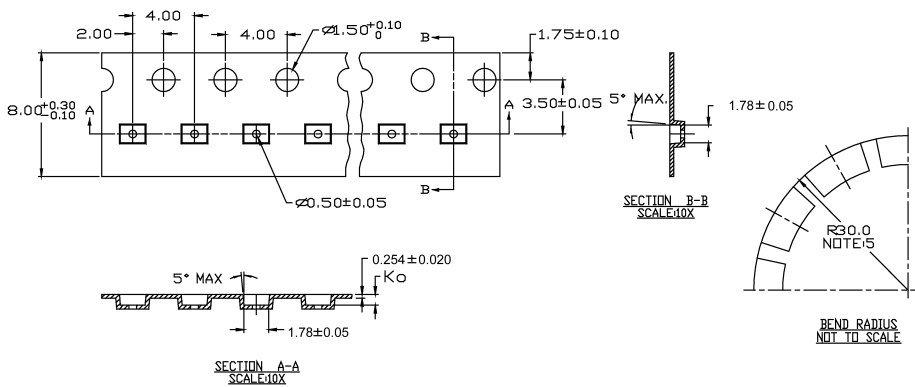 4.00
2.00
4.00
Ø1.50+0.10 0
B
1.75±0.10
8.00+0.30 -0.10
A
A
3.50±0.05
5° MAX.
1.78±0.05
B
Ø0.50±0.05
SECTION B-B
SCALE:10X
R30.0
NOTE:5
5° MAX
0.254±0.020
Ko
1.78±0.05
SECTION A-A
SCALE:10X
BEND RADIUS
NOT TO SCALE